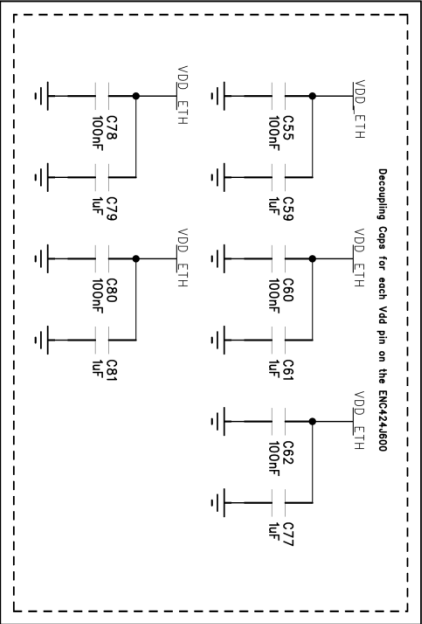 Decoupling Caps for each Vdd pin on the ENC424J600
VDD_ETH
C55
100nF
C59
1uF
VDD_ETH
C60
100nF
C61
1uF
VDD_ETH
C62
100nF
C77
1uF
VDD_ETH
C78
100nF
C79
1uF
VDD_ETH
C80
100nF
C81
1uF